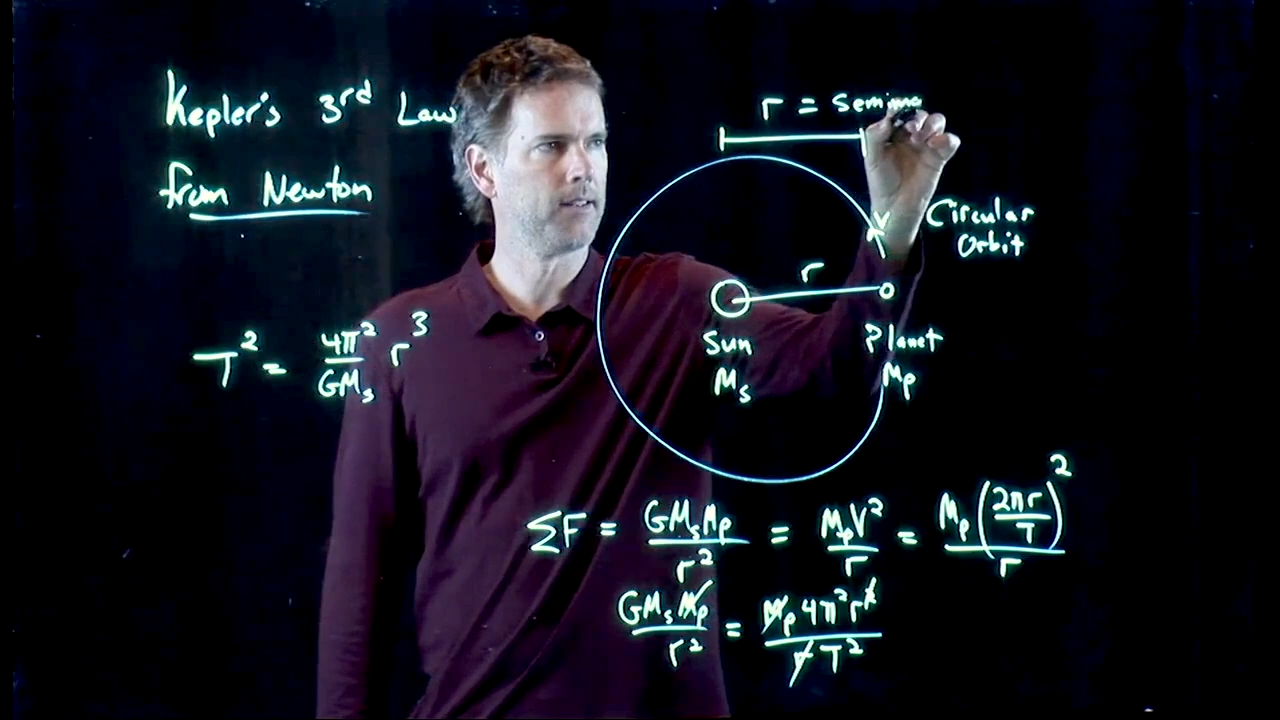 Kepler's 3rd Law
from Newton
T² = 4π²/GMs r³
r = semima
Circular
Orbit
r
Sun
Ms
Planet
Mp
ΣF = GMsMp/r² = MpV²/r = Mp(2πr/T)²/r
GMsMp/r² = Mp4π²r²/rT²